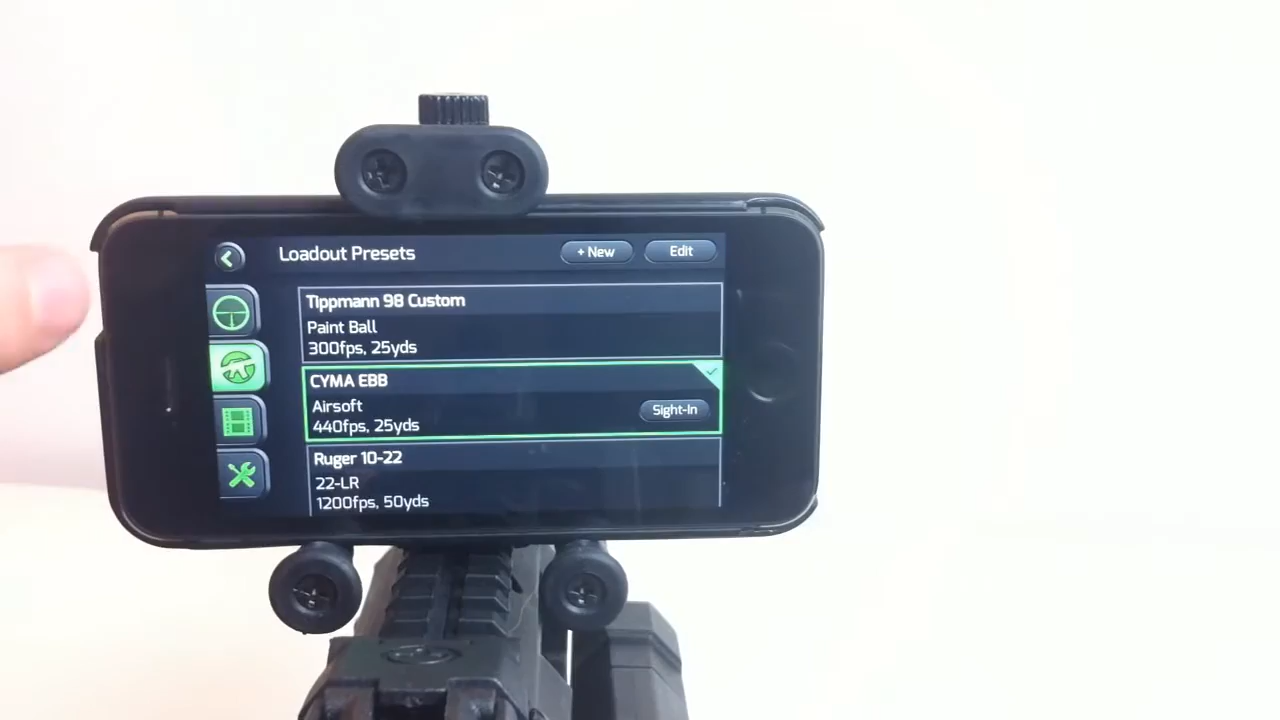 Loadout Presets
+ New
Edit
Tippmann 98 Custom
Paint Ball
300fps, 25yds
CYMA EBB
Airsoft
Sight-In
440fps, 25yds
Ruger 10-22
22-LR
1200fps, 50yds